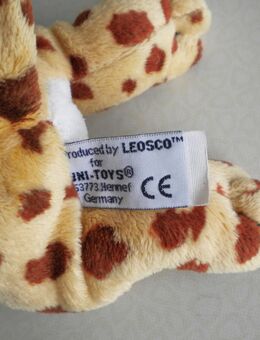 Produced by LEOSCO™
for
NI-TOYS®
53773 Hennef
Germany
CE